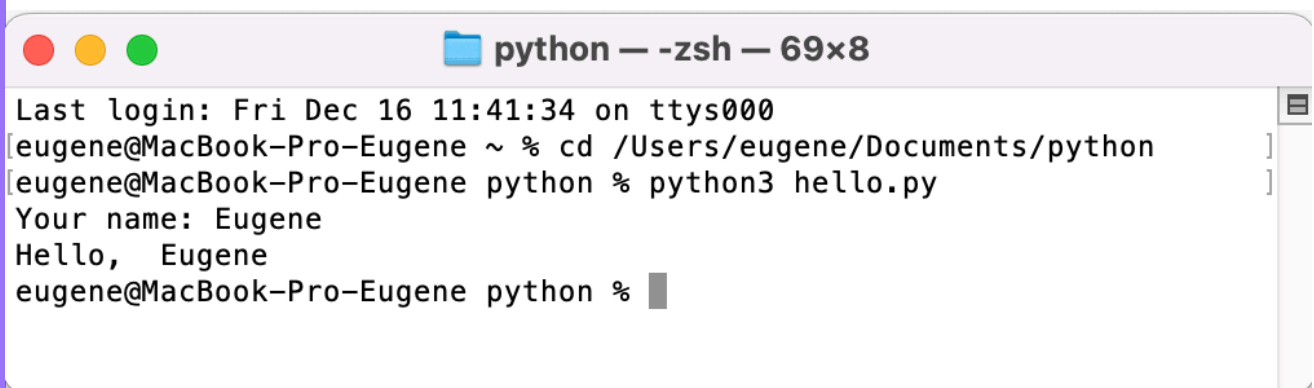 python — -zsh — 69×8
Last login: Fri Dec 16 11:41:34 on ttys000
[eugene@MacBook-Pro-Eugene ~ % cd /Users/eugene/Documents/python ]
[eugene@MacBook-Pro-Eugene python % python3 hello.py ]
Your name: Eugene
Hello,  Eugene
eugene@MacBook-Pro-Eugene python %